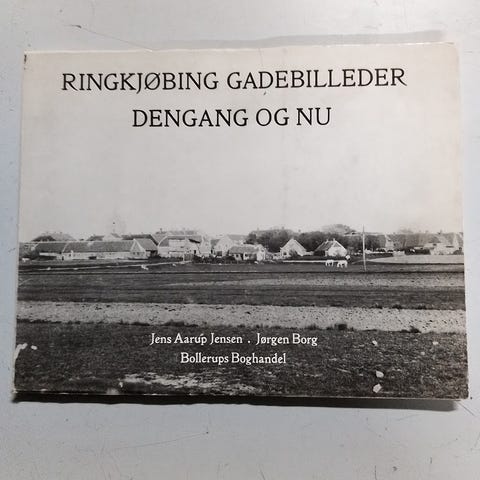 RINGKJØBING GADEBILLEDER
DENGANG OG NU
Jens Aarup Jensen . Jørgen Borg
Bollerups Boghandel